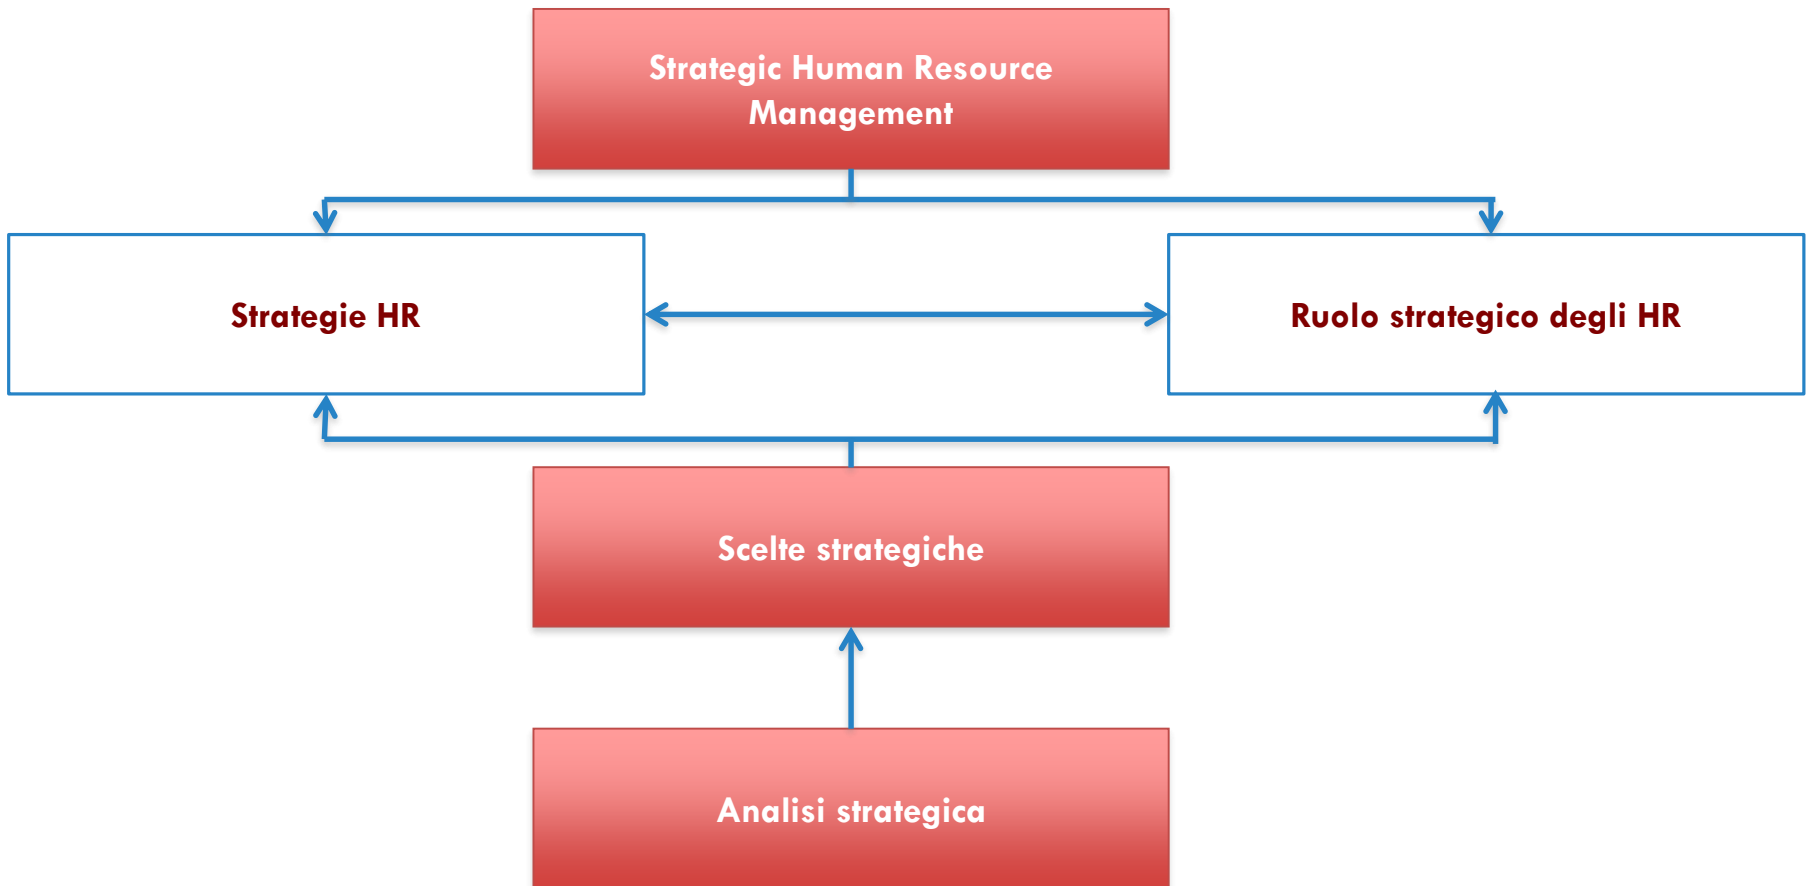 Strategic Human Resource
Management
Strategie HR
Ruolo strategico degli HR
Scelte strategiche
Analisi strategica